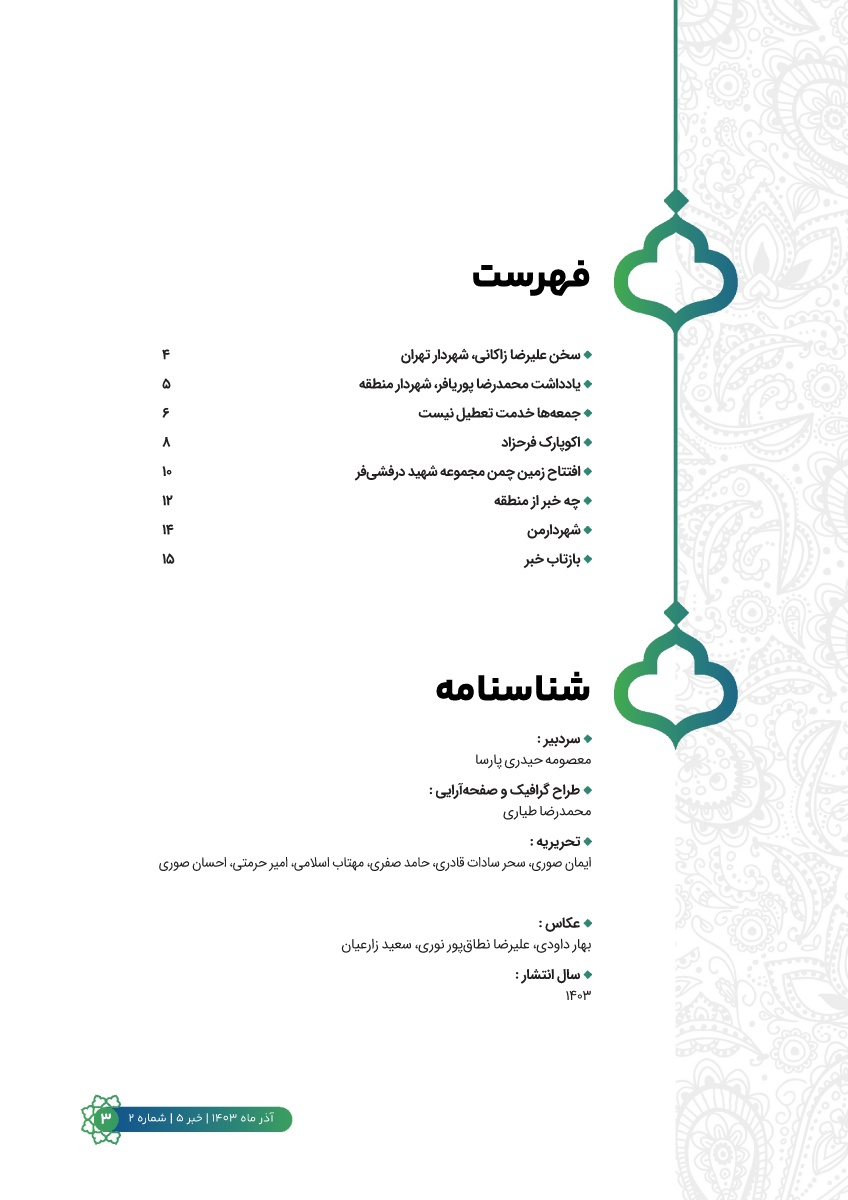 فهرست
سخن علیرضا زاکانی، شهردار تهران ۴
یادداشت محمدرضا پوریافر، شهردار منطقه ۵
جمعه‌ها خدمت تعطیل نیست ۶
اکوپارک فرحزاد ۸
افتتاح زمین چمن مجموعه شهید درفشی‌فر ۱۰
چه خبر از منطقه ۱۲
شهردارمن ۱۴
بازتاب خبر ۱۵
شناسنامه
سردبیر :
معصومه حیدری پارسا
طراح گرافیک و صفحه‌آرایی :
محمدرضا طیاری
تحریریه :
ایمان صوری، سحر سادات قادری، حامد صفری، مهتاب اسلامی، امیر حرمتی، احسان صوری
عکاس :
بهار داودی، علیرضا نطاق‌پور نوری، سعید زارعیان
سال انتشار :
۱۴۰۳
آذر ماه ۱۴۰۳ | خبر ۵ | شماره ۲
۳